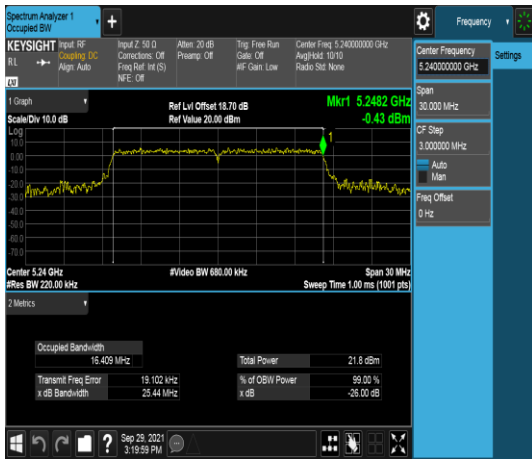 Spectrum Analyzer 1
Occupied BW
Frequency
KEYSIGHT
Input: RF
Coupling: DC
Align: Auto
Input Z: 50 Ω
Corrections: Off
Freq Ref: Int (S)
NFE: Off
Atten: 20 dB
Preamp: Off
Trig: Free Run
Gate: Off
#IF Gain: Low
Center Freq: 5.240000000 GHz
Avg|Hold: 10/10
Radio Std: None
RL
LXI
Center Frequency
5.240000000 GHz
Settings
Span
30.000 MHz
CF Step
3.000000 MHz
Auto
Man
Freq Offset
0 Hz
1 Graph
Scale/Div 10.0 dB
Ref Lvl Offset 18.70 dB
Ref Value 20.00 dBm
Mkr1 5.2482 GHz
-0.43 dBm
Log
10.0
0.00
-10.0
-20.0
-30.0
-40.0
-50.0
-60.0
-70.0
1
Center 5.24 GHz
#Res BW 220.00 kHz
#Video BW 680.00 kHz
Span 30 MHz
Sweep Time 1.00 ms (1001 pts)
2 Metrics
Occupied Bandwidth
16.409 MHz
Total Power 21.8 dBm
Transmit Freq Error 19.102 kHz
% of OBW Power 99.00 %
x dB Bandwidth 25.44 MHz
x dB -26.00 dB
Sep 29, 2021
3:19:59 PM